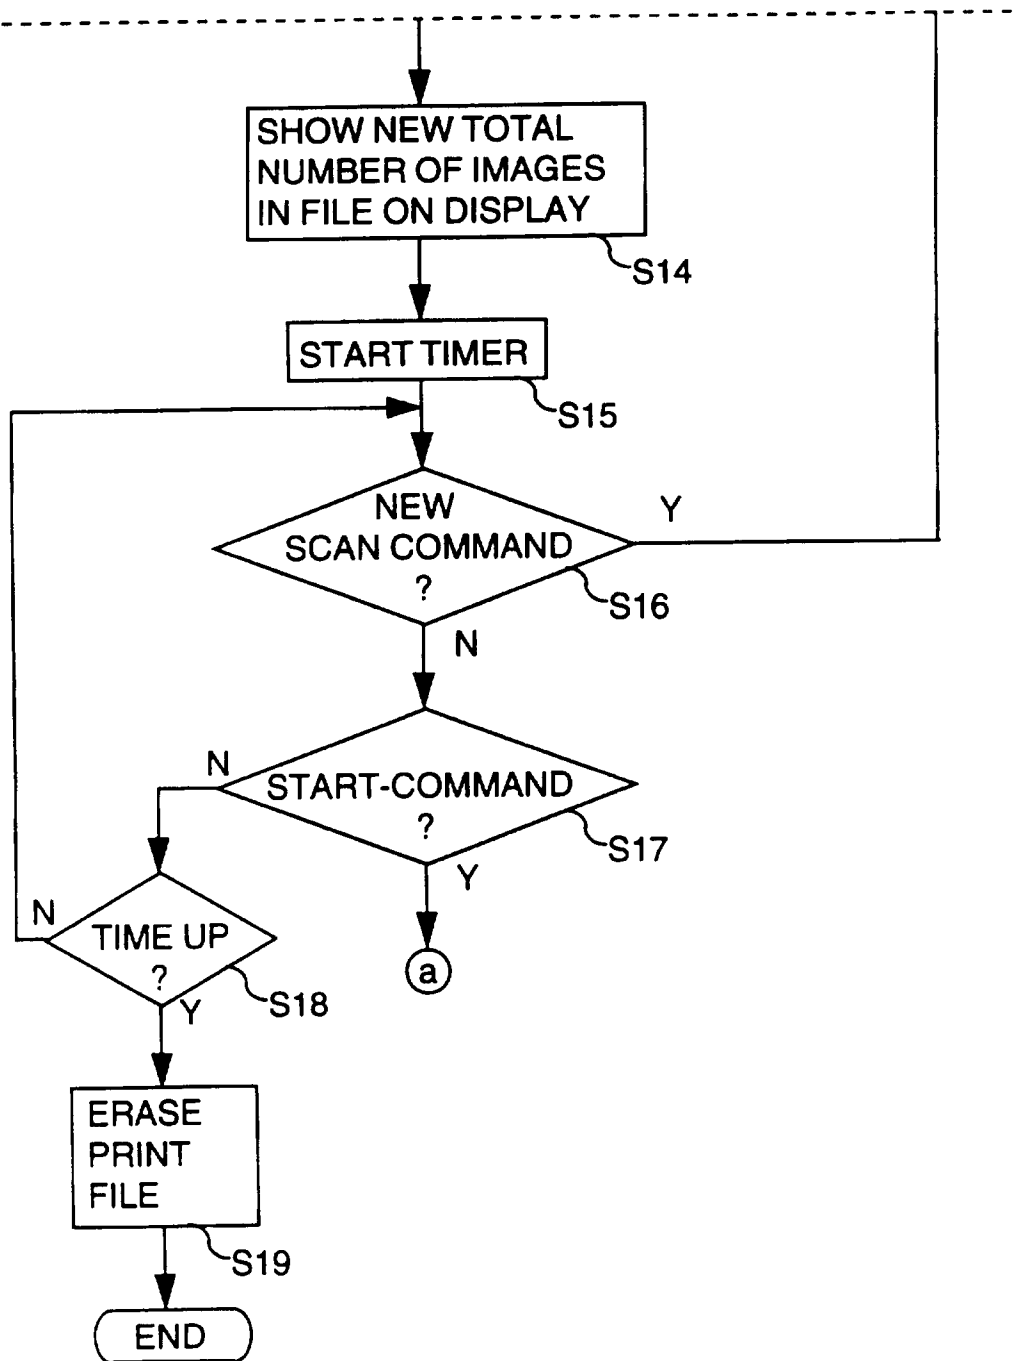 SHOW NEW TOTAL
NUMBER OF IMAGES
IN FILE ON DISPLAY
S14
START TIMER
S15
NEW
SCAN COMMAND
?
Y
S16
N
START-COMMAND
?
N
S17
Y
a
TIME UP
?
N
S18
Y
ERASE
PRINT
FILE
S19
END